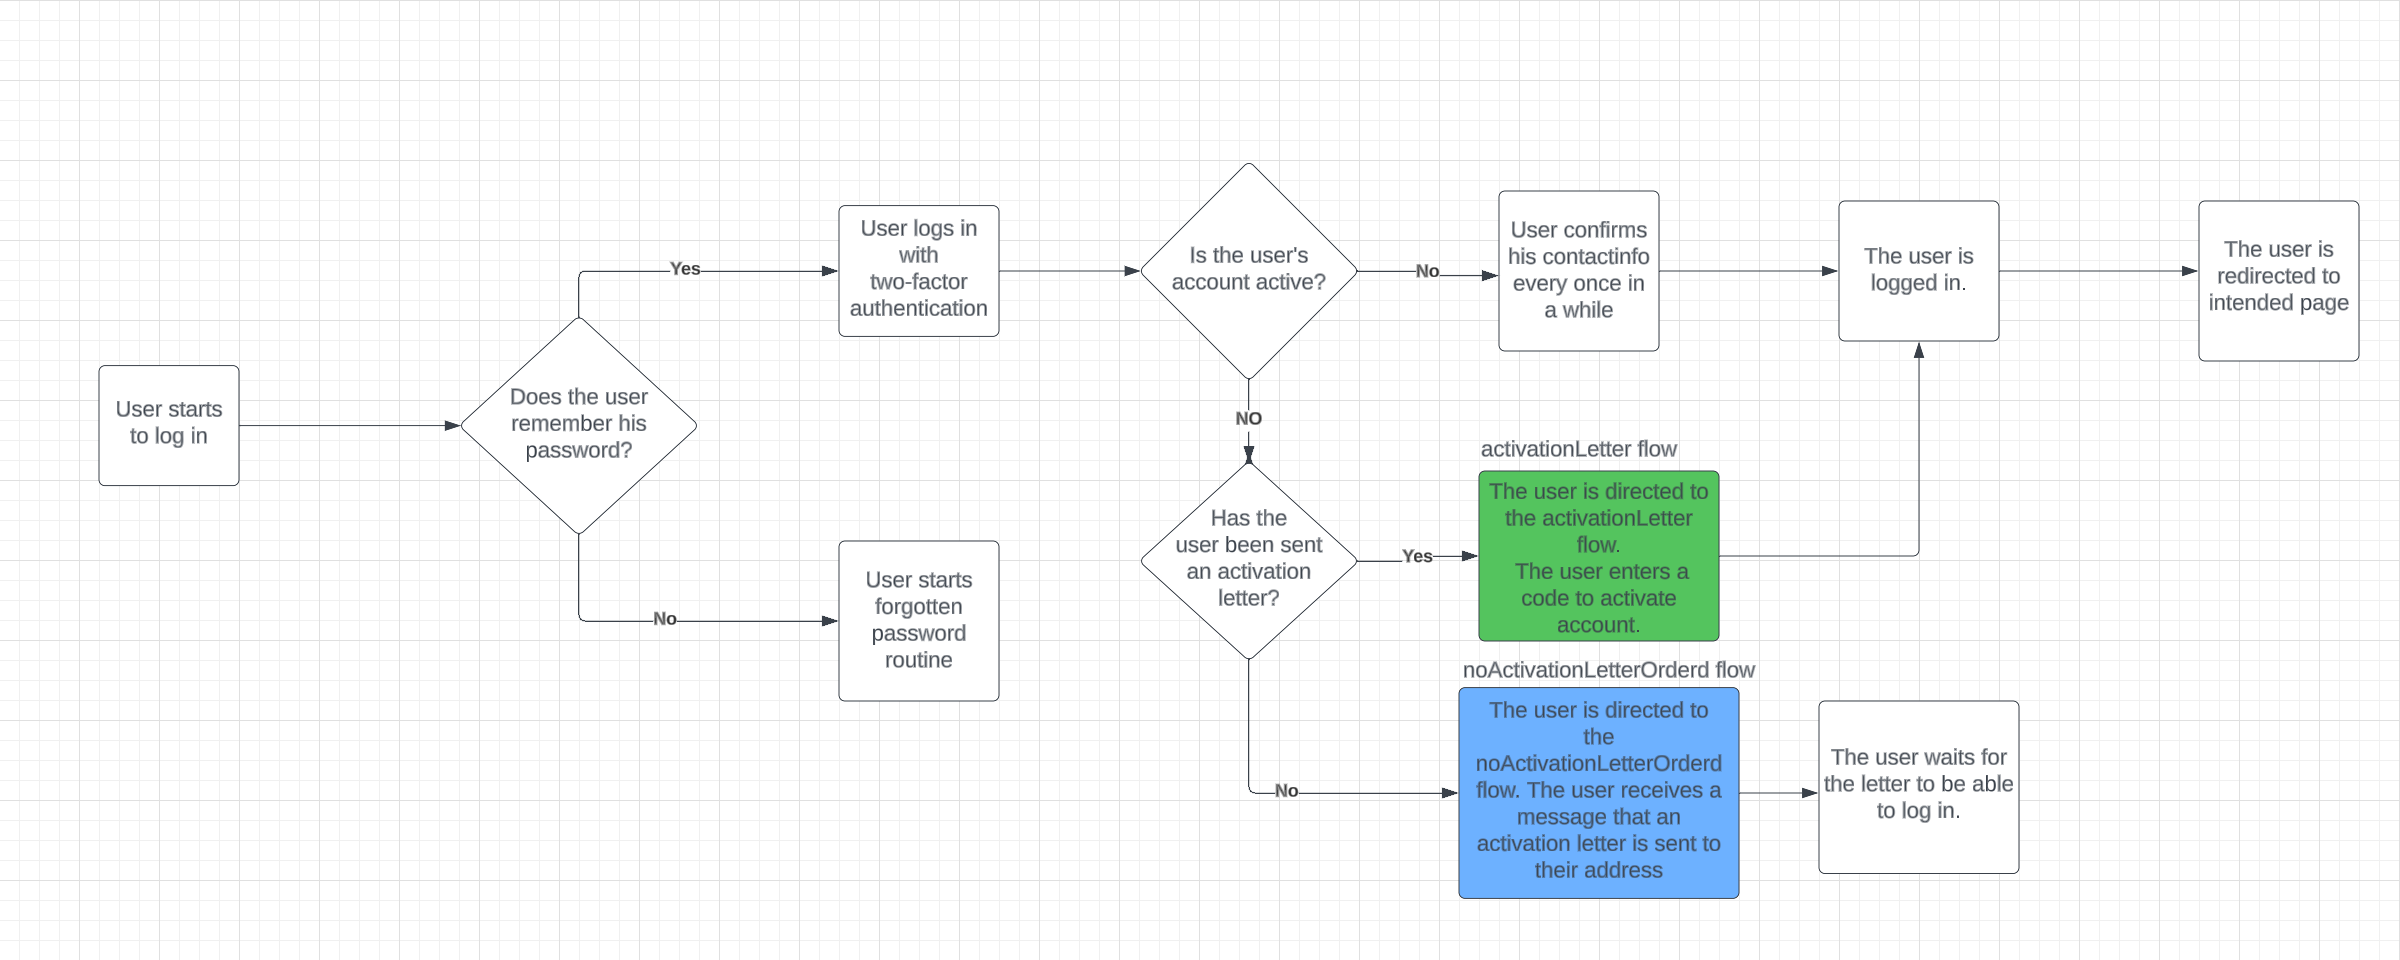 User starts
to log in
Does the user
remember his
password?
Yes
No
User logs in
with
two-factor
authentication
User starts
forgotten
password
routine
Is the user's
account active?
No
NO
User confirms
his contactinfo
every once in
a while
The user is
logged in.
The user is
redirected to
intended page
Has the
user been sent
an activation
letter?
Yes
No
activationLetter flow
The user is directed to
the activationLetter
flow.
The user enters a
code to activate
account.
noActivationLetterOrderd flow
The user is directed to
the
noActivationLetterOrderd
flow. The user receives a
message that an
activation letter is sent to
their address
The user waits for
the letter to be able
to log in.